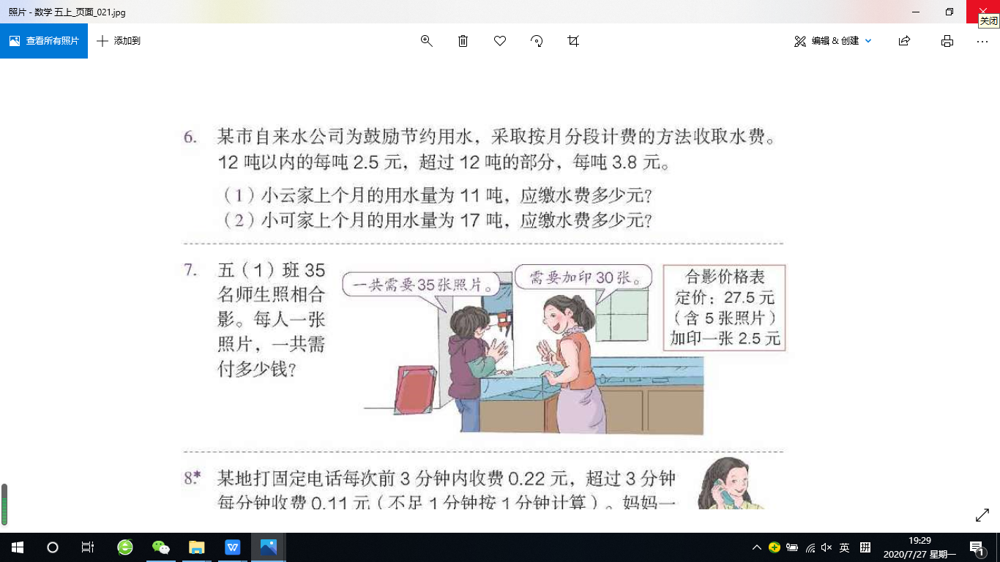 照片 - 数学 五上_页面_021.jpg
关闭
查看所有照片
添加到
编辑 & 创建
6. 某市自来水公司为鼓励节约用水，采取按月分段计费的方法收取水费。
12 吨以内的每吨 2.5 元，超过 12 吨的部分，每吨 3.8 元。
（1）小云家上个月的用水量为 11 吨，应缴水费多少元？
（2）小可家上个月的用水量为 17 吨，应缴水费多少元？
7. 五（1）班 35
名师生照相合
影。每人一张
照片，一共需
付多少钱？
一共需要35张照片。
需要加印30张。
合影价格表
定价：27.5 元
（含 5 张照片）
加印一张 2.5 元
8.* 某地打固定电话每次前 3 分钟内收费 0.22 元，超过 3 分钟
每分钟收费 0.11 元（不足 1 分钟按 1 分钟计算）。妈妈一
W
英
拼
19:29
2020/7/27 星期一
1